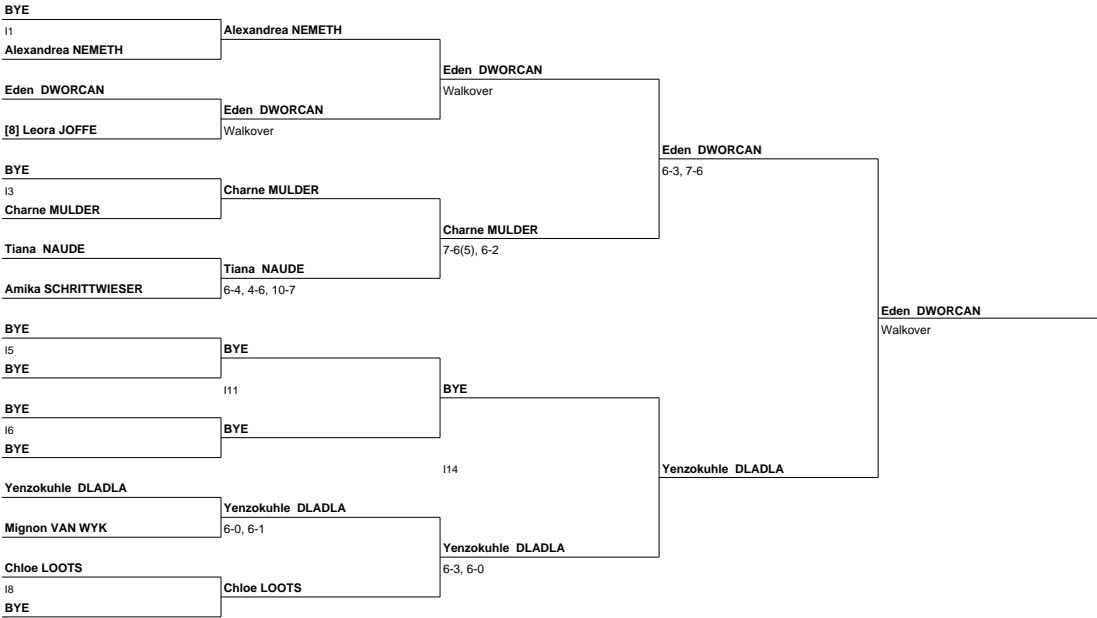 BYE
I1
Alexandrea NEMETH
Eden DWORCAN
[8] Leora JOFFE
BYE
I3
Charne MULDER
Tiana NAUDE
Amika SCHRITTWIESER
BYE
I5
BYE
BYE
I6
BYE
Yenzokuhle DLADLA
Mignon VAN WYK
Chloe LOOTS
I8
BYE
Alexandrea NEMETH
Eden DWORCAN
Walkover
Charne MULDER
Tiana NAUDE
6-4, 4-6, 10-7
BYE
I11
BYE
Yenzokuhle DLADLA
6-0, 6-1
Chloe LOOTS
Eden DWORCAN
Walkover
Charne MULDER
7-6(5), 6-2
BYE
I14
Yenzokuhle DLADLA
6-3, 6-0
Eden DWORCAN
6-3, 7-6
Yenzokuhle DLADLA
Eden DWORCAN
Walkover